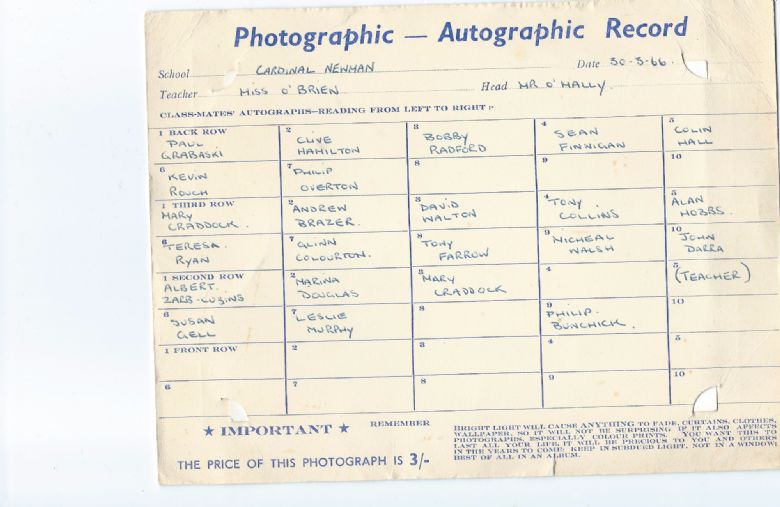 Photographic — Autographic Record
School CARDINAL NEWMAN Date 30-3-66.
Teacher MISS O'BRIEN Head MR O'MALLY.
CLASS-MATES' AUTOGRAPHS—READING FROM LEFT TO RIGHT :-
1 BACK ROW 2 3 4 5
PAUL GRABASKI CLIVE HAMILTON BOBBY RADFORD SEAN FINNIGAN COLIN HALL
6 7 8 9 10
KEVIN ROUCH PHILIP OVERTON
1 THIRD ROW 2 3 4 5
MARY CRADDOCK. ANDREW BRAZER. DAVID WALTON TONY. COLLINS ALAN HOBBS.
6 7 8 9 10
TERESA. RYAN GLINN COLOURTON. TONY FARROW MICHEAL WALSH JOHN DARRA
1 SECOND ROW 2 3 4 5
ALBERT. ZARB-CUZINS MARINA DOUGLAS MARY CRADDOCK (TEACHER)
6 7 8 9 10
SUSAN GELL LESLIE MURPHY PHILIP. BUNCHICK.
1 FRONT ROW 2 3 4 5
6 7 8 9 10
★ IMPORTANT ★ REMEMBER
THE PRICE OF THIS PHOTOGRAPH IS 3/-
BRIGHT LIGHT WILL CAUSE ANYTHING TO FADE, CURTAINS, CLOTHES,
WALLPAPER, SO IT WILL NOT BE SURPRISING IF IT ALSO AFFECTS
PHOTOGRAPHS, ESPECIALLY COLOUR PRINTS. YOU WANT THIS TO
LAST ALL YOUR LIFE, IT WILL BE PRECIOUS TO YOU AND OTHERS
IN THE YEARS TO COME: KEEP IN SUBDUED LIGHT, NOT IN A WINDOW;
BEST OF ALL IN AN ALBUM.